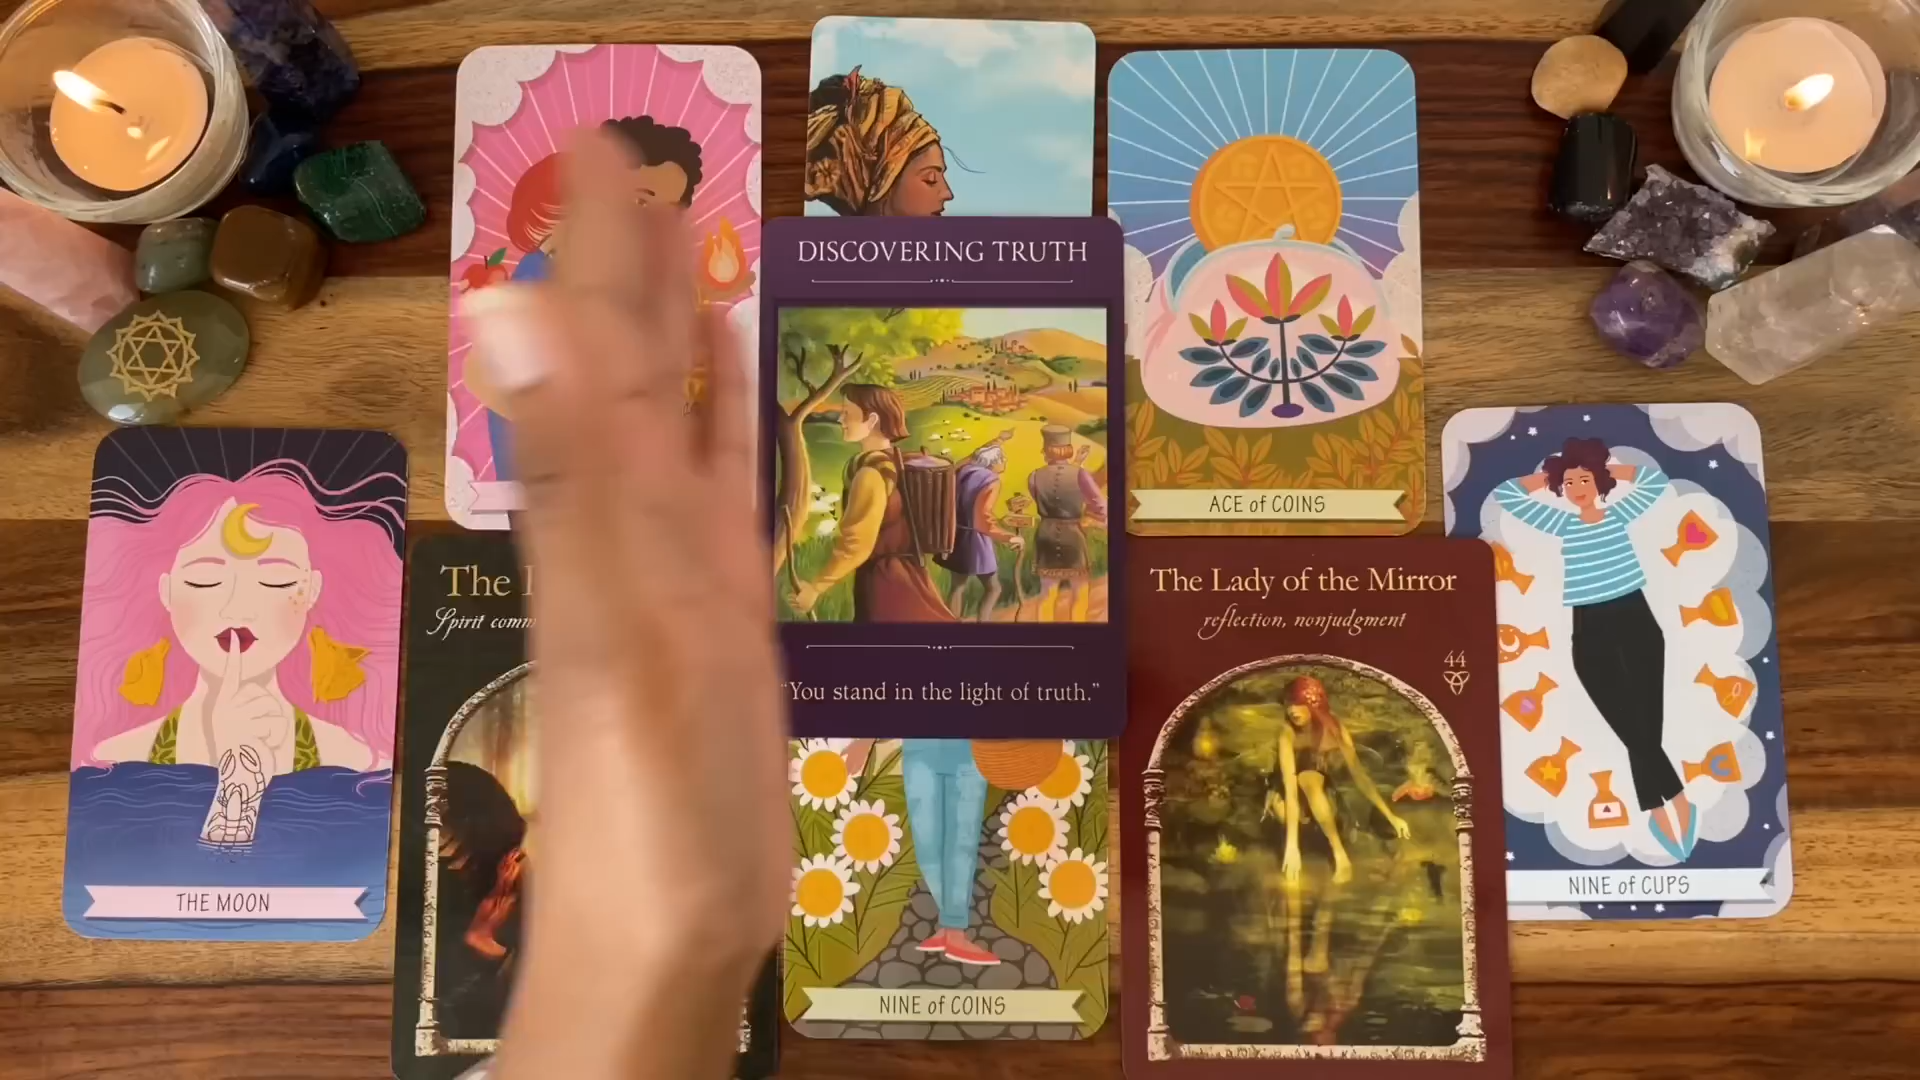 DISCOVERING TRUTH
ACE of COINS
The
Spirit
The Lady of the Mirror
reflection, nonjudgment
44
"You stand in the light of truth."
NINE of CUPS
THE MOON
NINE of COINS